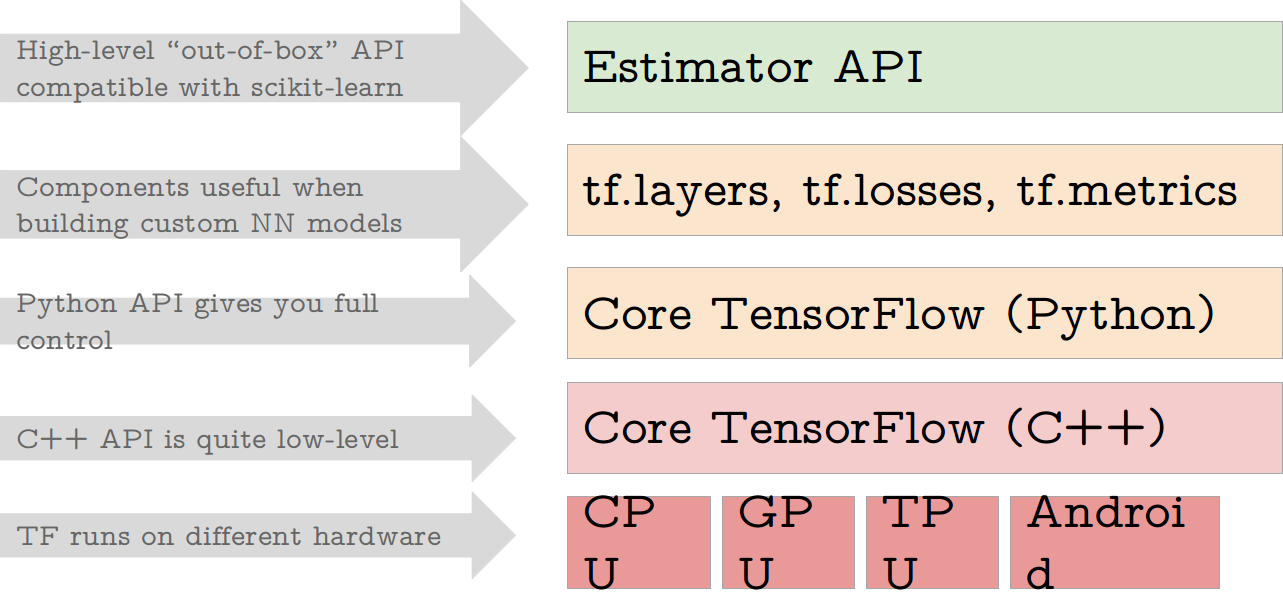 High-level “out-of-box” API
compatible with scikit-learn
Estimator API
Components useful when
building custom NN models
tf.layers, tf.losses, tf.metrics
Python API gives you full
control
Core TensorFlow (Python)
C++ API is quite low-level
Core TensorFlow (C++)
TF runs on different hardware
CP
U
GP
U
TP
U
Androi
d